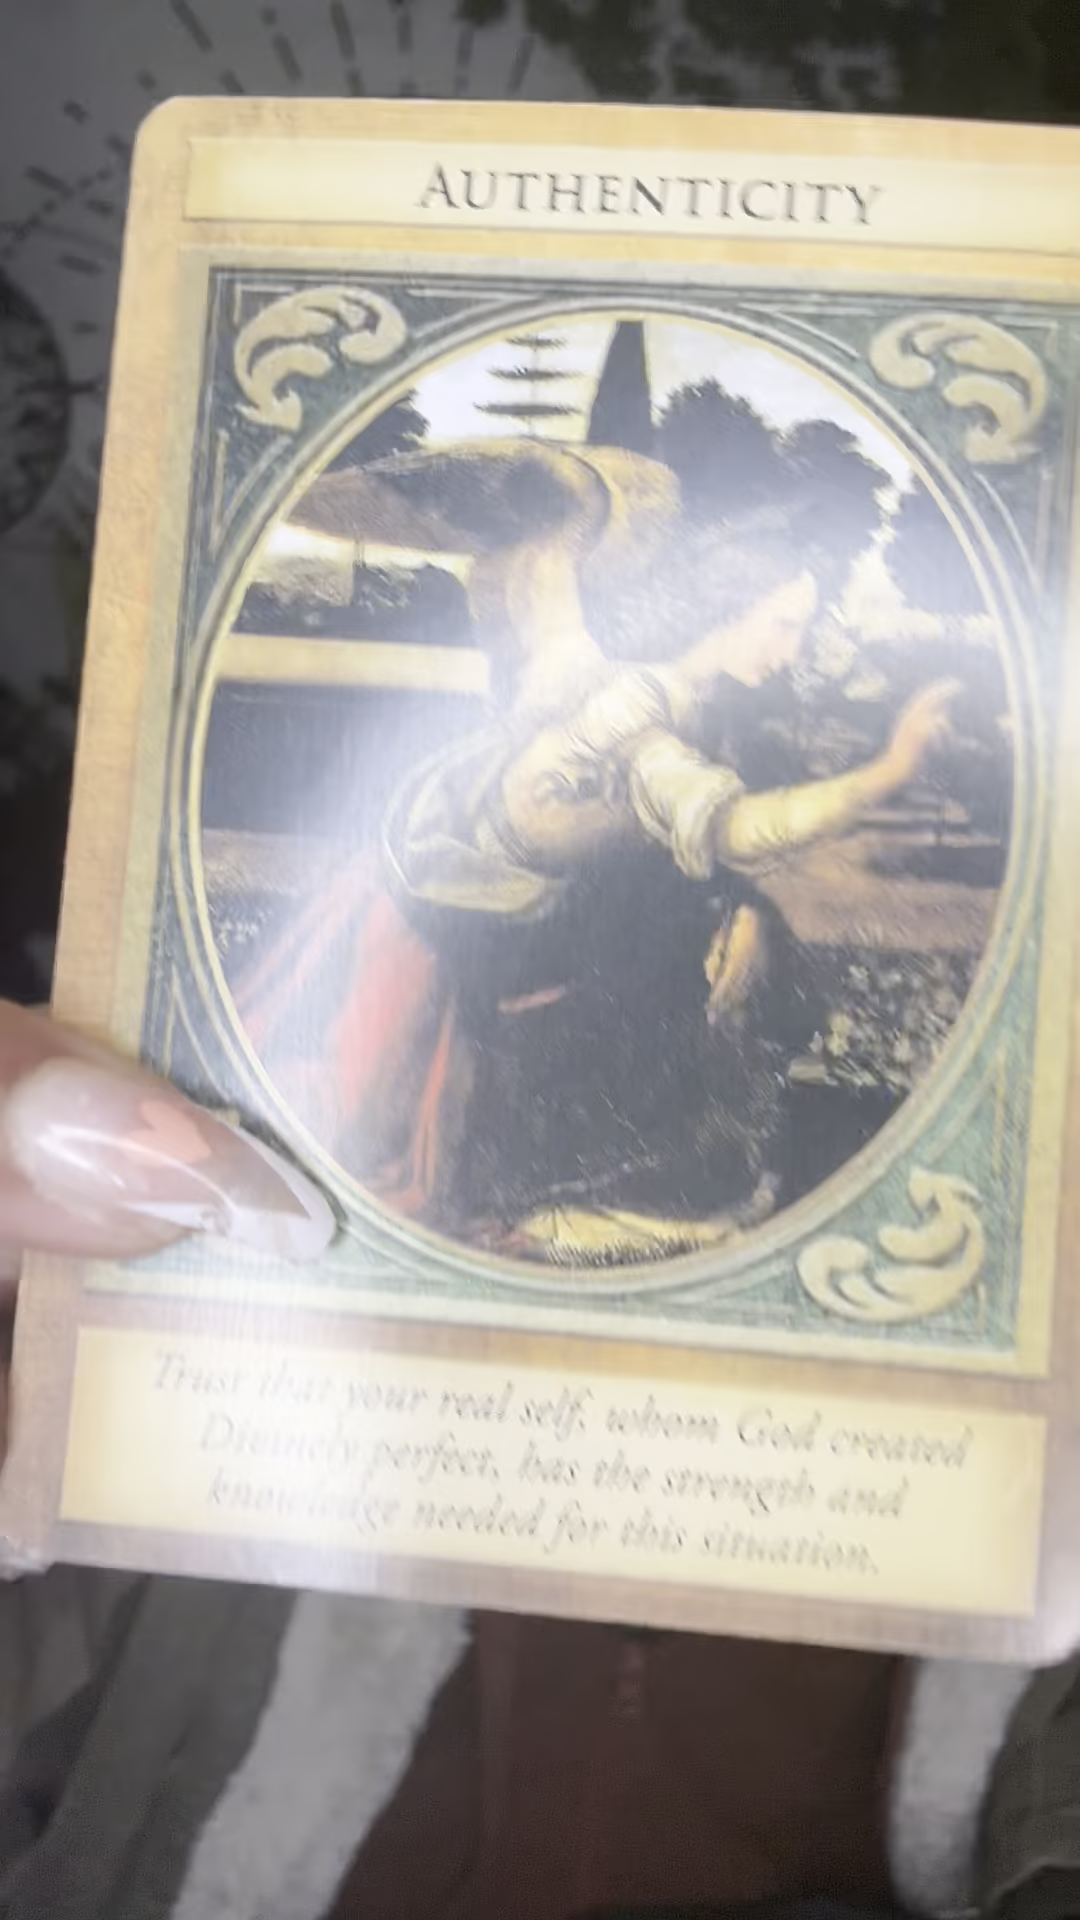 AUTHENTICITY
Trust that your real self, whom God created
Divinely perfect, has the strength and
knowledge needed for this situation.